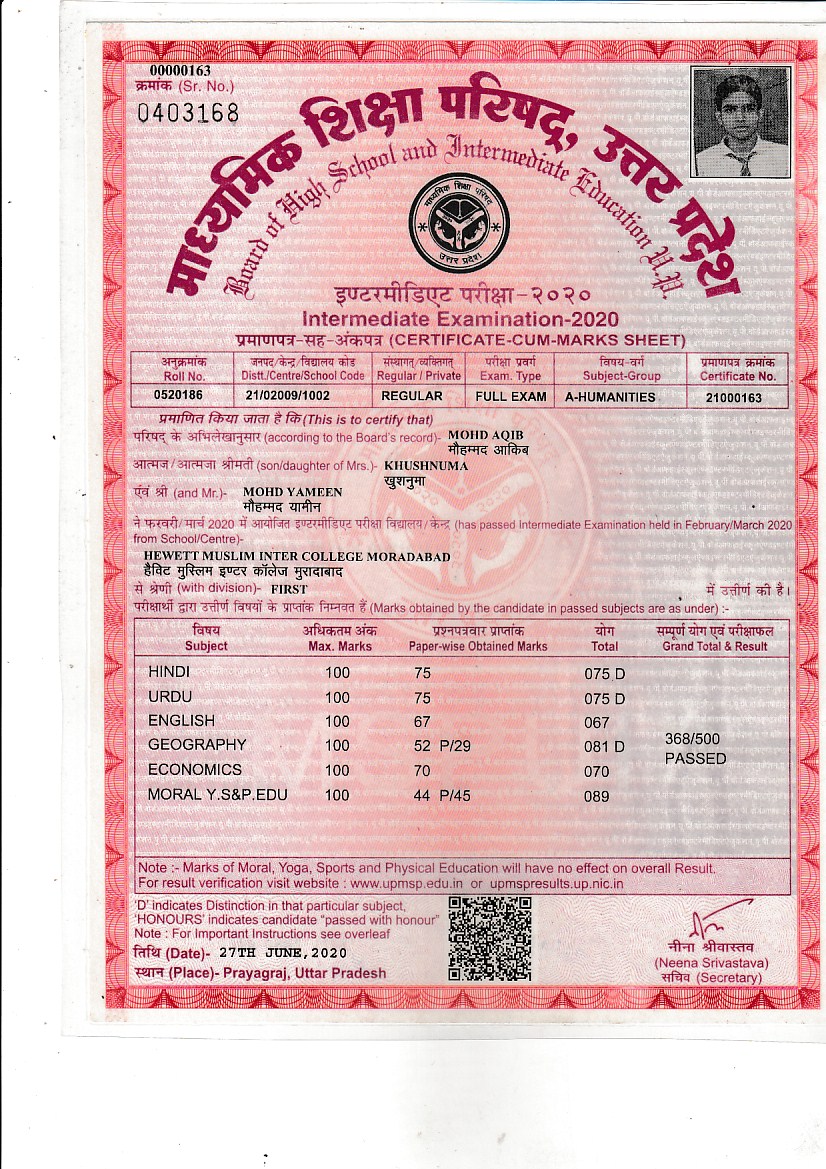 00000163
क्रमांक (Sr. No.)
0403168
माध्यमिक शिक्षा परिषद्, उत्तर प्रदेश
Board of High School and Intermediate Education U.P.
माध्यमिक शिक्षा परिषद्
उत्तर प्रदेश
इण्टरमीडिएट परीक्षा-२०२०
Intermediate Examination-2020
प्रमाणपत्र-सह-अंकपत्र (CERTIFICATE-CUM-MARKS SHEET)
अनुक्रमांक जनपद/केन्द्र/विद्यालय कोड संस्थागत/व्यक्तिगत परीक्षा प्रवर्ग विषय-वर्ग प्रमाणपत्र क्रमांक
Roll No. Distt./Centre/School Code Regular / Private Exam. Type Subject-Group Certificate No.
0520186 21/02009/1002 REGULAR FULL EXAM A-HUMANITIES 21000163
प्रमाणित किया जाता है कि (This is to certify that)
परिषद के अभिलेखानुसार (according to the Board's record)- MOHD AQIB
मौहम्मद आकिब
आत्मज/आत्मजा श्रीमती (son/daughter of Mrs.)- KHUSHNUMA
खुशनुमा
एंव श्री (and Mr.)- MOHD YAMEEN
मौहम्मद यामीन
ने फरवरी/मार्च 2020 में आयोजित इण्टरमीडिएट परीक्षा विद्यालय/केन्द्र (has passed Intermediate Examination held in February/March 2020
from School/Centre)-
HEWETT MUSLIM INTER COLLEGE MORADABAD
हैविट मुस्लिम इण्टर कॉलेज मुरादाबाद
से श्रेणी (with division)- FIRST में उत्तीर्ण की है।
परीक्षार्थी द्वारा उत्तीर्ण विषयों के प्राप्तांक निम्नवत हैं (Marks obtained by the candidate in passed subjects are as under) :-
विषय अधिकतम अंक प्रश्नपत्रवार प्राप्तांक योग सम्पूर्ण योग एवं परीक्षाफल
Subject Max. Marks Paper-wise Obtained Marks Total Grand Total & Result
HINDI 100 75 075 D
URDU 100 75 075 D
ENGLISH 100 67 067
GEOGRAPHY 100 52 P/29 081 D 368/500
PASSED
ECONOMICS 100 70 070
MORAL Y.S&P.EDU 100 44 P/45 089
Note :- Marks of Moral, Yoga, Sports and Physical Education will have no effect on overall Result.
For result verification visit website : www.upmsp.edu.in or upmspresults.up.nic.in
'D' indicates Distinction in that particular subject,
'HONOURS' indicates candidate "passed with honour"
Note : For Important Instructions see overleaf
तिथि (Date)- 27TH JUNE,2020
स्थान (Place)- Prayagraj, Uttar Pradesh
नीना श्रीवास्तव
(Neena Srivastava)
सचिव (Secretary)